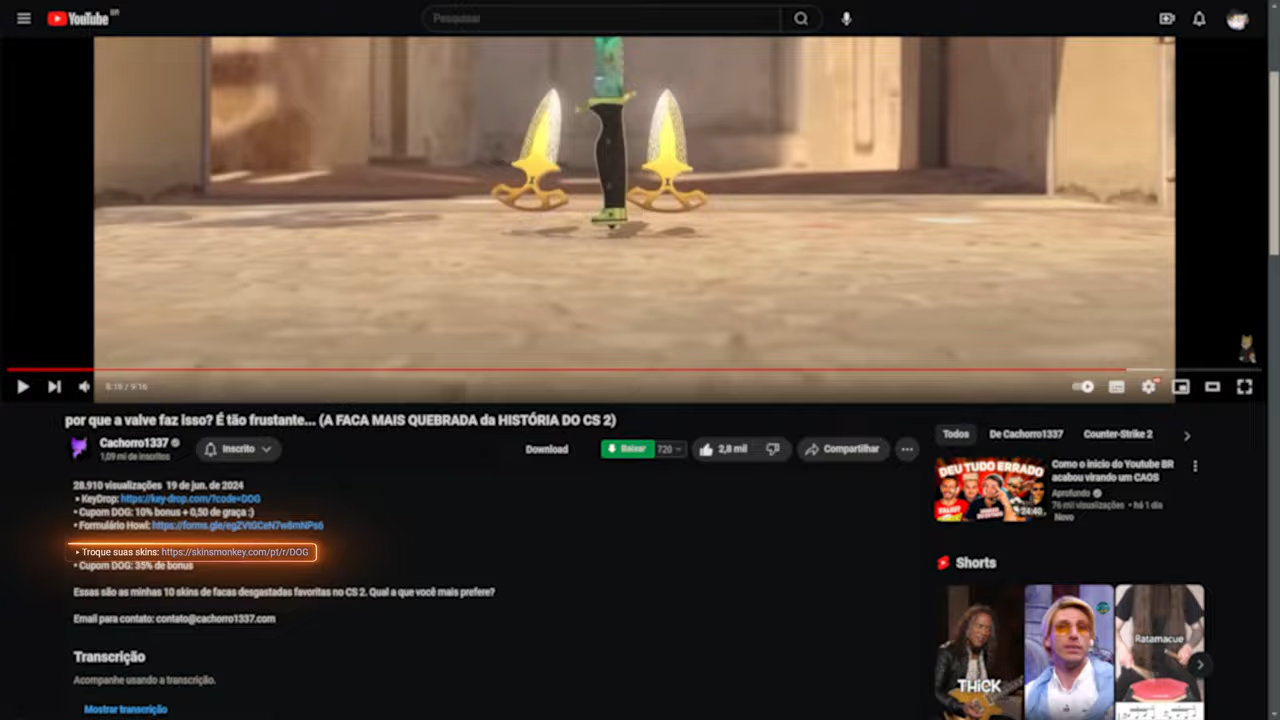 YouTube BR
Pesquisar
8:16 / 9:16
por que a valve faz isso? É tão frustante... (A FACA MAIS QUEBRADA da HISTÓRIA DO CS 2)
Cachorro1337
1,09 mi de inscritos
Inscrito
Download
Baixar
720
2,8 mil
Compartilhar
28.910 visualizações 19 de jun. de 2024
• KeyDrop: https://key-drop.com/?code=DOG
• Cupom DOG: 10% bonus + 0,50 de graça :)
• Formulário Howl: https://forms.gle/egZVtGCeN7w8mNPs6
• Troque suas skins: https://skinsmonkey.com/pt/r/DOG
• Cupom DOG: 35% de bonus
Essas são as minhas 10 skins de facas desgastadas favoritas no CS 2. Qual a que você mais prefere?
Email para contato: contato@cachorro1337.com
Transcrição
Acompanhe usando a transcrição.
Mostrar transcrição
Todos
De Cachorro1337
Counter-Strike 2
DEU TUDO ERRADO
24:40
Como o inicio do Youtube BR
acabou virando um CAOS
Aprofundo
76 mil visualizações • há 1 dia
Novo
Shorts
THICK
Ratamacue